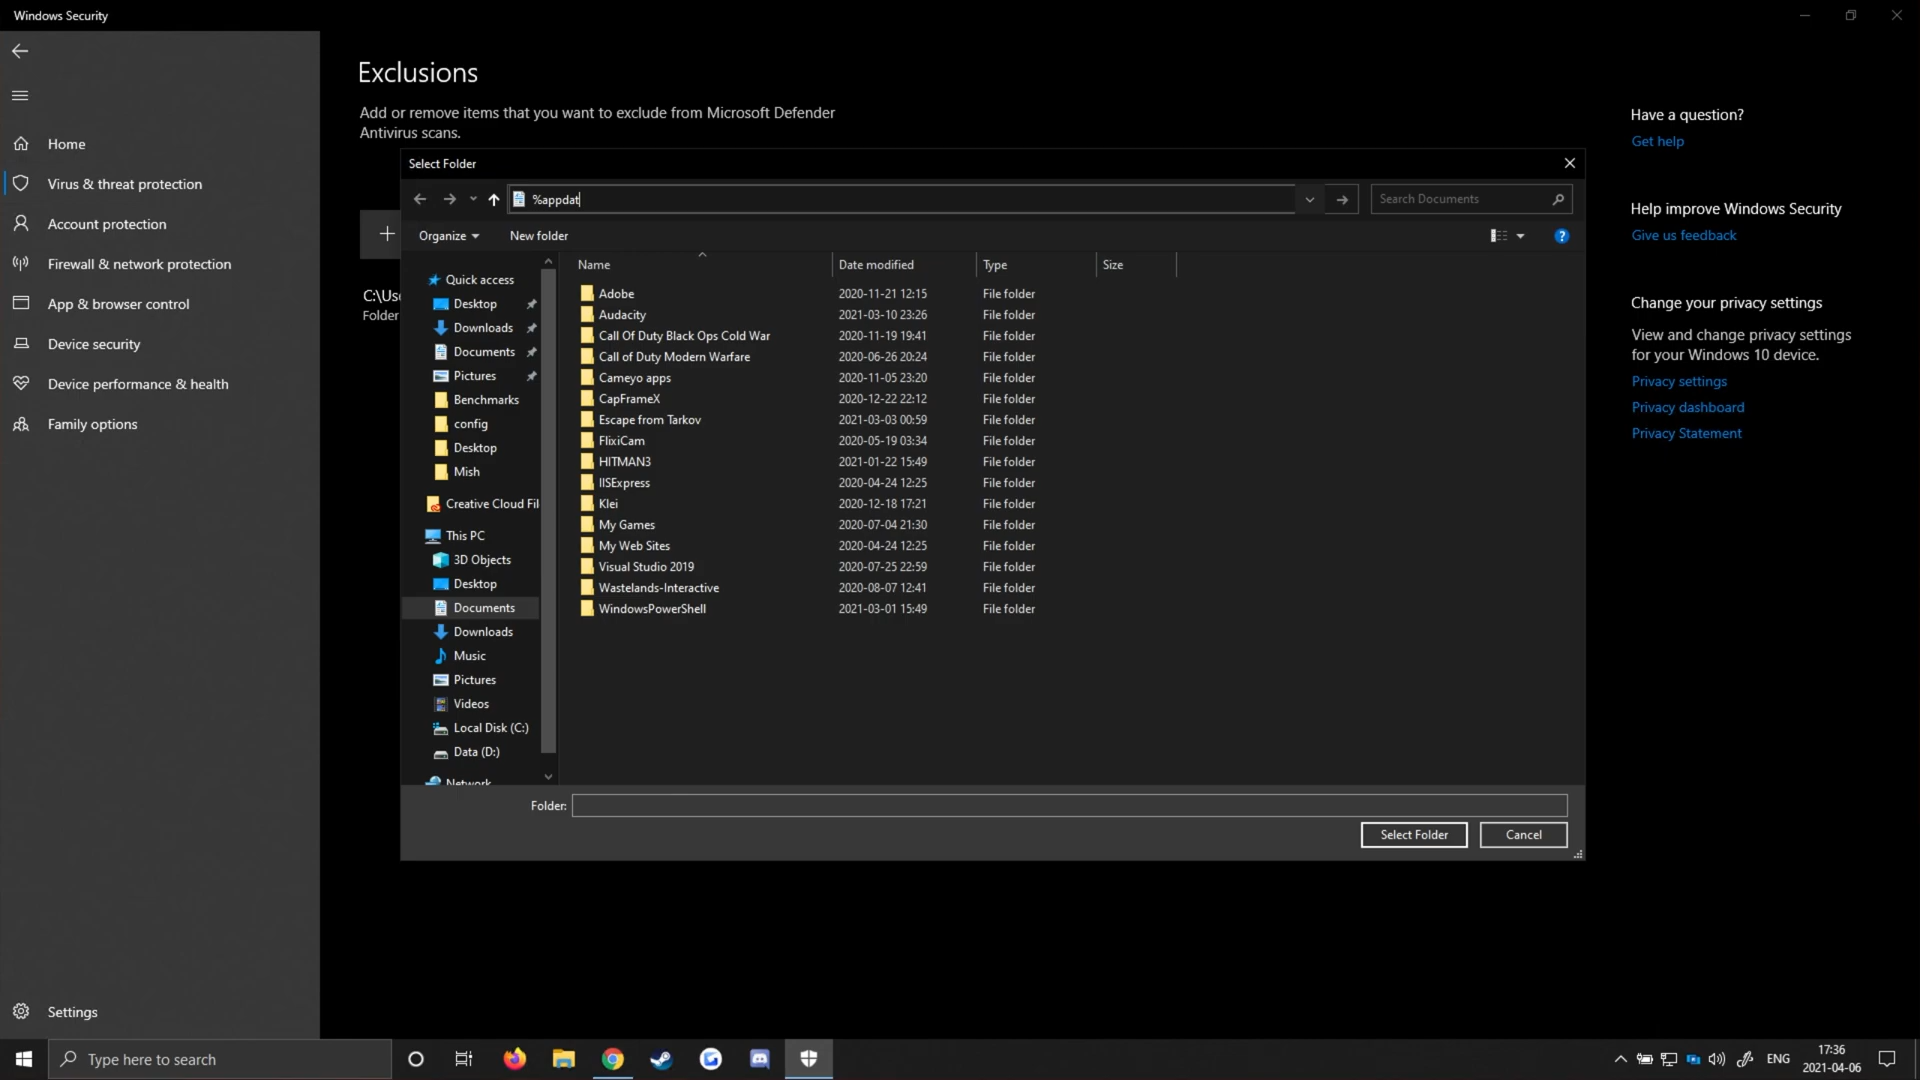 Windows Security
Exclusions
Add or remove items that you want to exclude from Microsoft Defender
Antivirus scans.
Home
Virus & threat protection
Account protection
Firewall & network protection
App & browser control
Device security
Device performance & health
Family options
Settings
C:\Us
Folder
Select Folder
%appdat
Search Documents
Organize
New folder
?
Quick access
Desktop
Downloads
Documents
Pictures
Benchmarks
config
Desktop
Mish
Creative Cloud Fil
This PC
3D Objects
Desktop
Documents
Downloads
Music
Pictures
Videos
Local Disk (C:)
Data (D:)
Network
Name Date modified Type Size
Adobe 2020-11-21 12:15 File folder
Audacity 2021-03-10 23:26 File folder
Call Of Duty Black Ops Cold War 2020-11-19 19:41 File folder
Call of Duty Modern Warfare 2020-06-26 20:24 File folder
Cameyo apps 2020-11-05 23:20 File folder
CapFrameX 2020-12-22 22:12 File folder
Escape from Tarkov 2021-03-03 00:59 File folder
FlixiCam 2020-05-19 03:34 File folder
HITMAN3 2021-01-22 15:49 File folder
IISExpress 2020-04-24 12:25 File folder
Klei 2020-12-18 17:21 File folder
My Games 2020-07-04 21:30 File folder
My Web Sites 2020-04-24 12:25 File folder
Visual Studio 2019 2020-07-25 22:59 File folder
Wastelands-Interactive 2020-08-07 12:41 File folder
WindowsPowerShell 2021-03-01 15:49 File folder
Folder:
Select Folder
Cancel
Have a question?
Get help
Help improve Windows Security
Give us feedback
Change your privacy settings
View and change privacy settings
for your Windows 10 device.
Privacy settings
Privacy dashboard
Privacy Statement
Type here to search
ENG
17:36
2021-04-06